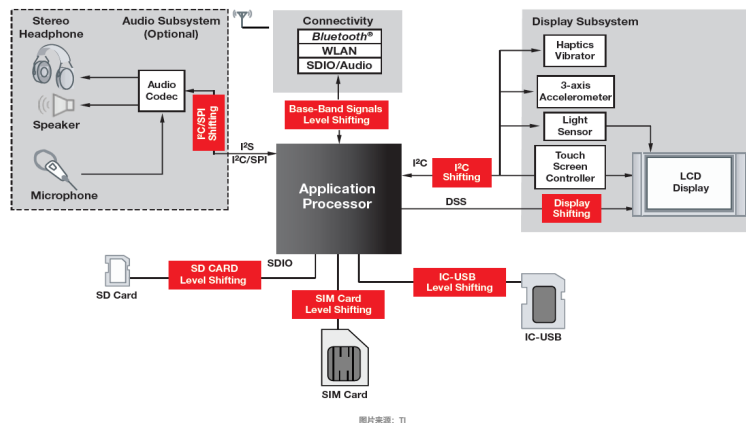 Stereo
Headphone
Audio Subsystem
(Optional)
Audio
Codec
Speaker
Microphone
I²C/SPI
Shifting
I²S
I²C/SPI
Connectivity
Bluetooth®
WLAN
SDIO/Audio
Base-Band Signals
Level Shifting
Application
Processor
Display Subsystem
Haptics
Vibrator
3-axis
Accelerometer
Light
Sensor
Touch
Screen
Controller
LCD
Display
I²C
I²C
Shifting
DSS
Display
Shifting
SDIO
SD CARD
Level Shifting
SD Card
SIM Card
Level Shifting
SIM Card
IC-USB
Level Shifting
IC-USB
图片来源：TI